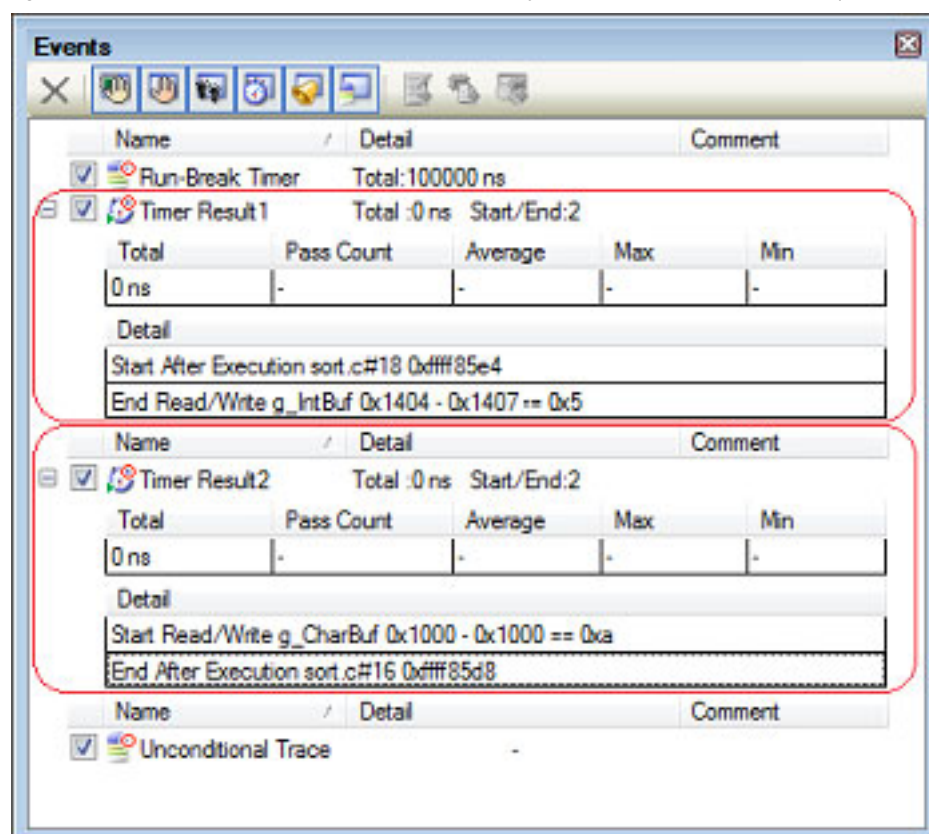 Events
Name / Detail Comment
Run-Break Timer Total:100000 ns
Timer Result1 Total :0 ns Start/End:2
Total Pass Count Average Max Min
0 ns - - - -
Detail
Start After Execution sort.c#18 0xffff85e4
End Read/Write g_IntBuf 0x1404 - 0x1407 == 0x5
Name / Detail Comment
Timer Result2 Total :0 ns Start/End:2
Total Pass Count Average Max Min
0 ns - - - -
Detail
Start Read/Write g_CharBuf 0x1000 - 0x1000 == 0xa
End After Execution sort.c#16 0xffff85d8
Name / Detail Comment
Unconditional Trace -